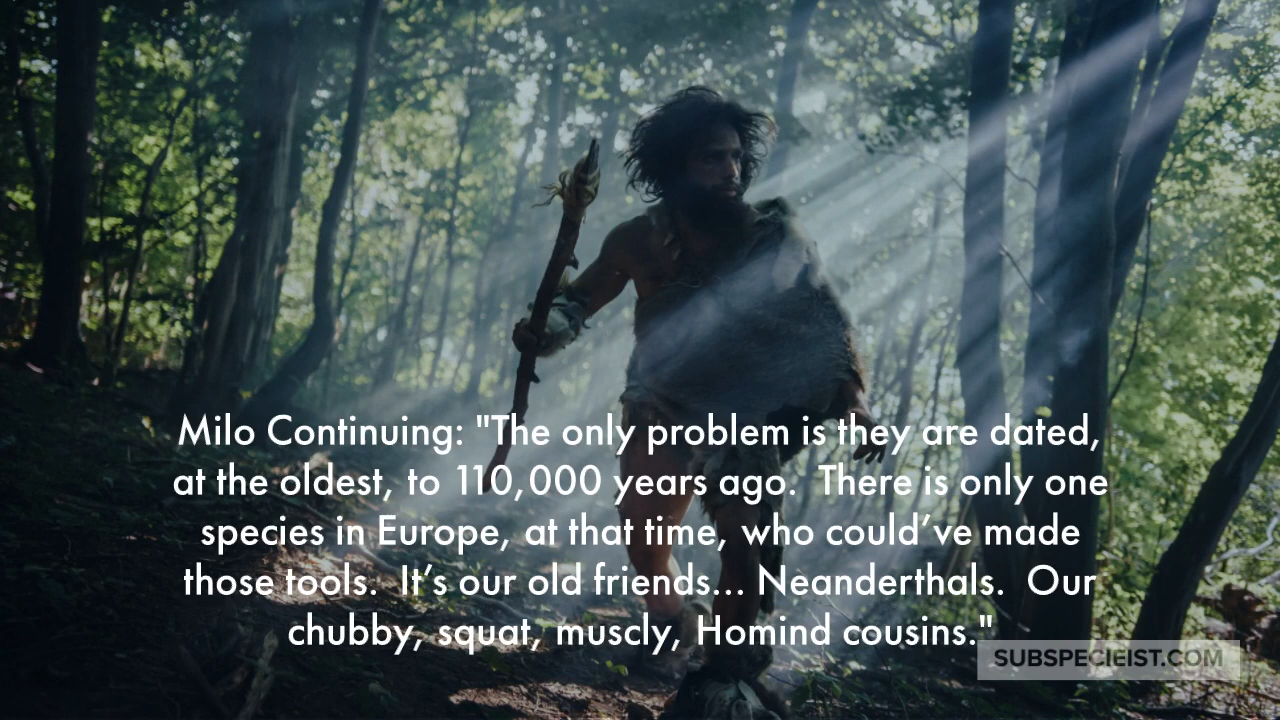 Milo Continuing: "The only problem is they are dated,
at the oldest, to 110,000 years ago.  There is only one
species in Europe, at that time, who could’ve made
those tools.  It’s our old friends... Neanderthals.  Our
chubby, squat, muscly, Homind cousins."
SUBSPECIEIST.COM